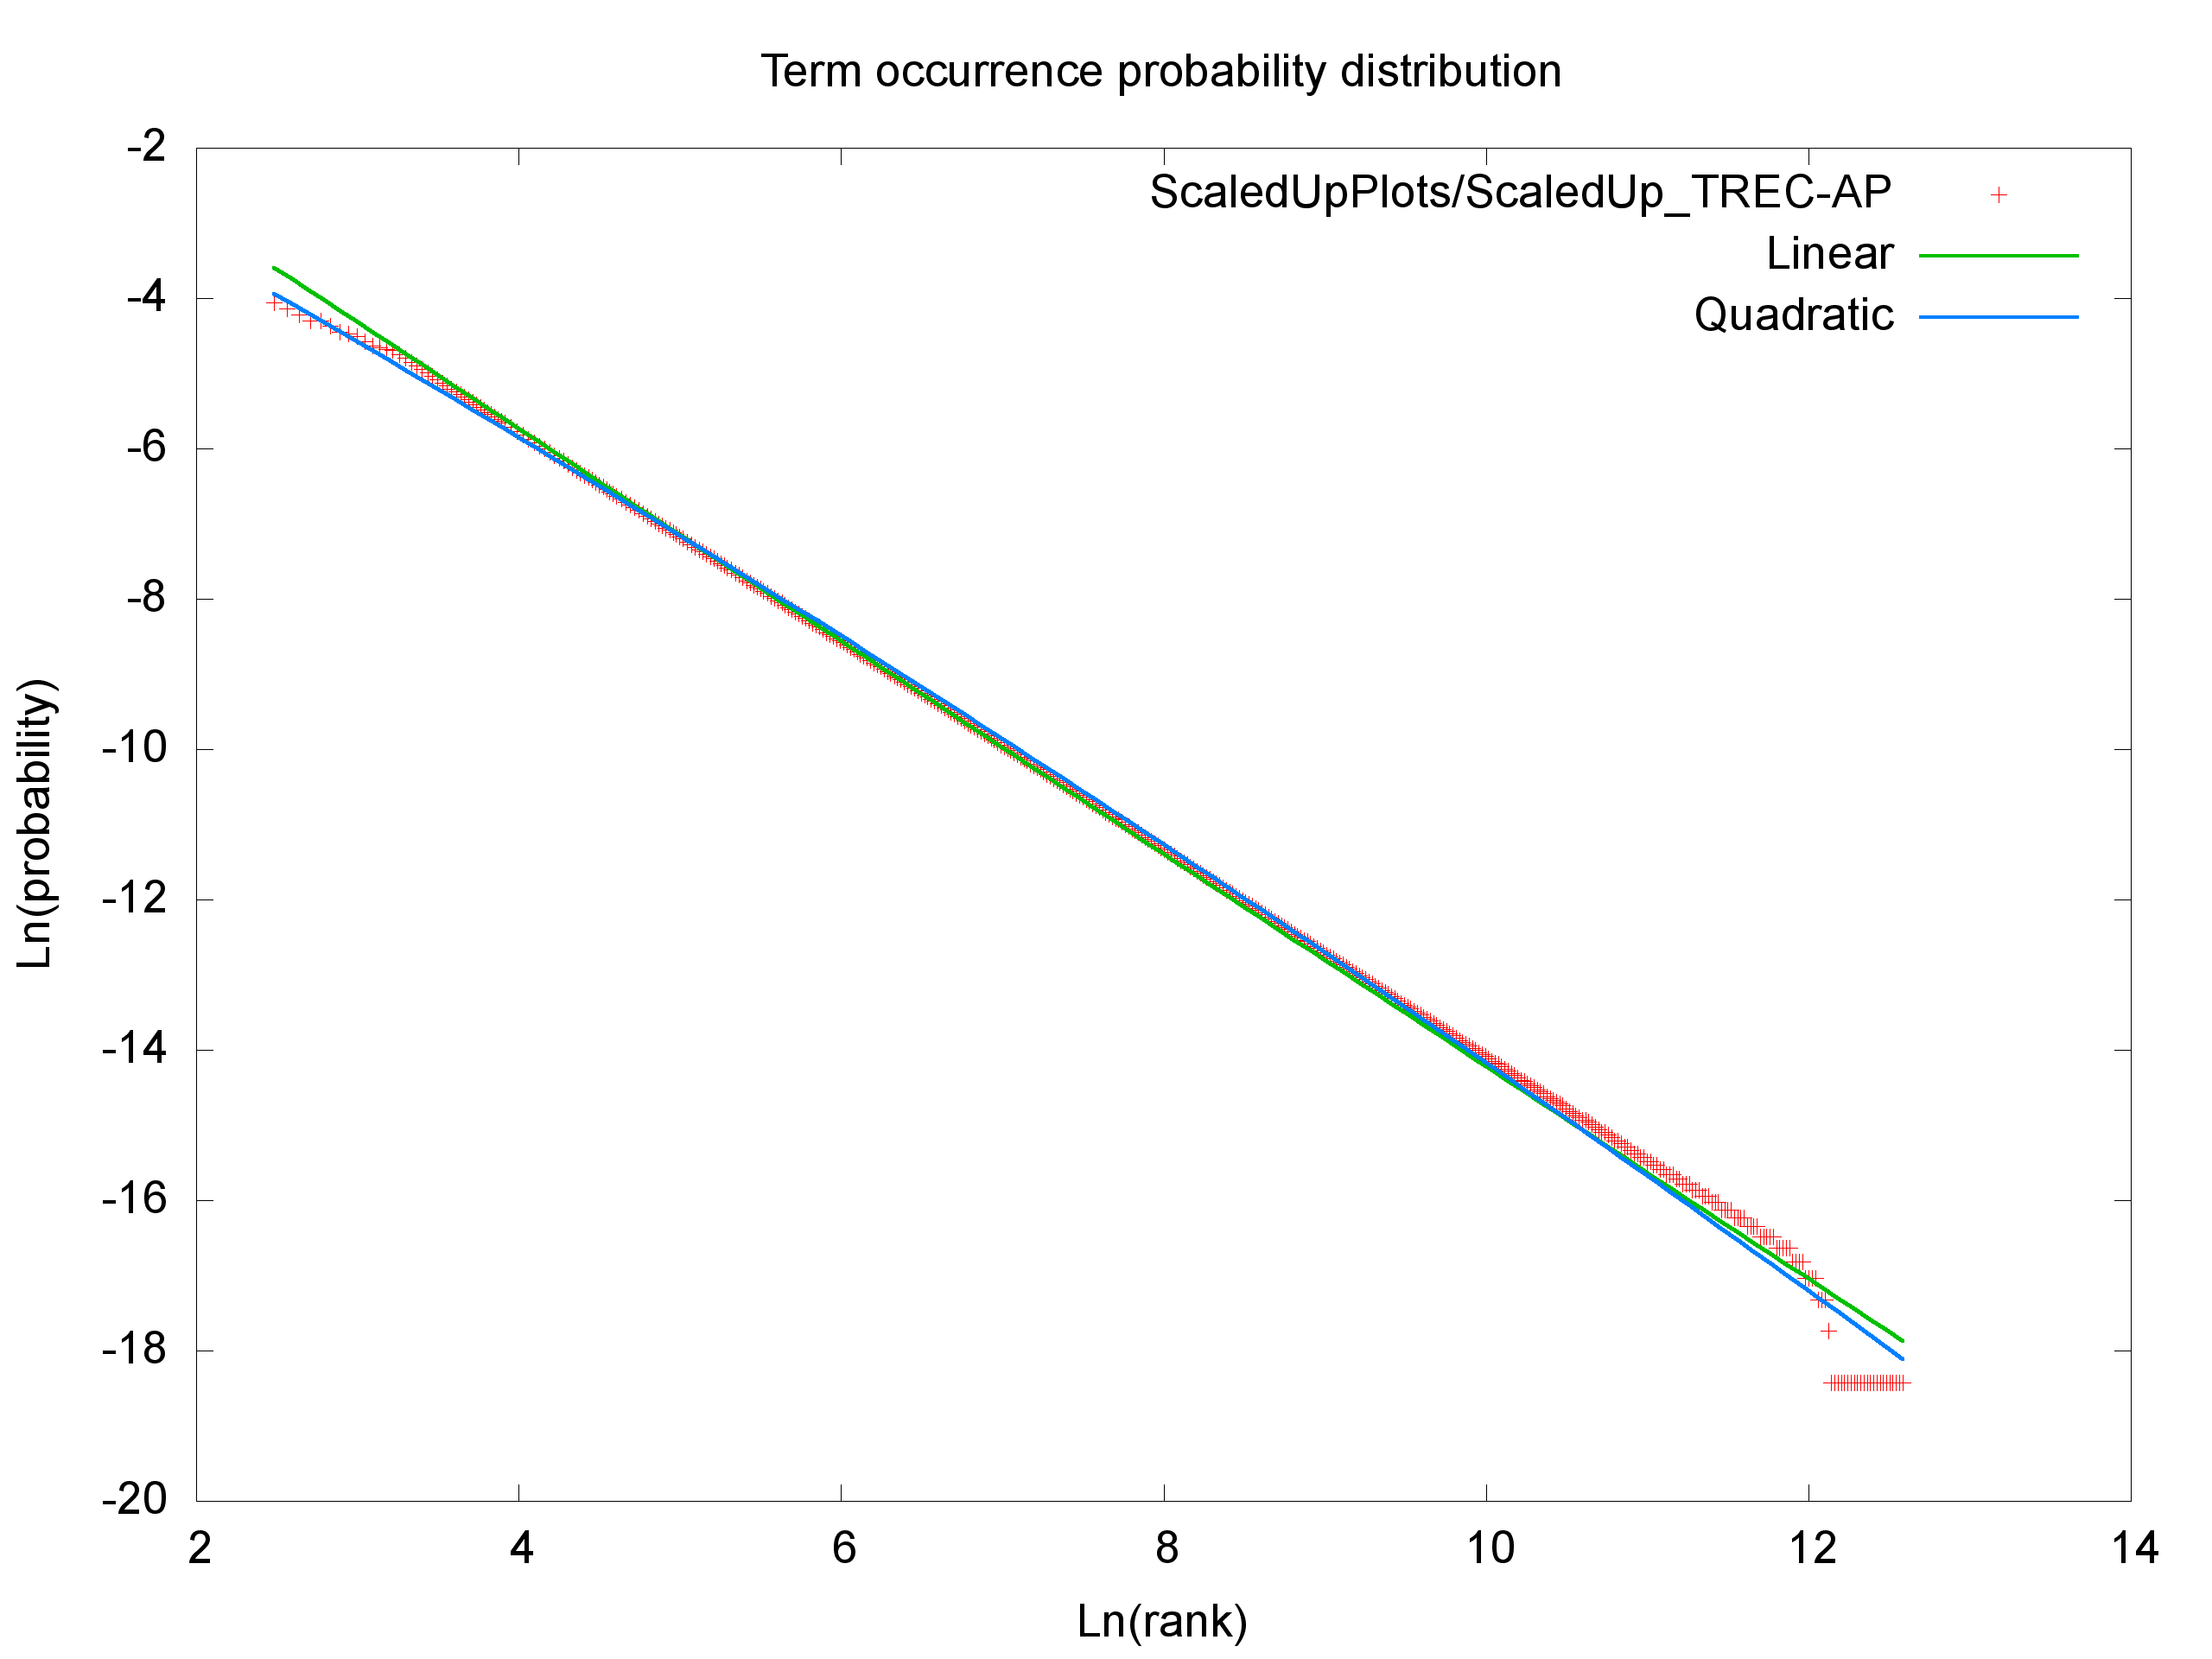 Term occurrence probability distribution
ScaledUpPlots/ScaledUp_TREC-AP
Linear
Quadratic
-2
-4
-6
-8
-10
-12
-14
-16
-18
-20
Ln(probability)
2 4 6 8 10 12 14
Ln(rank)